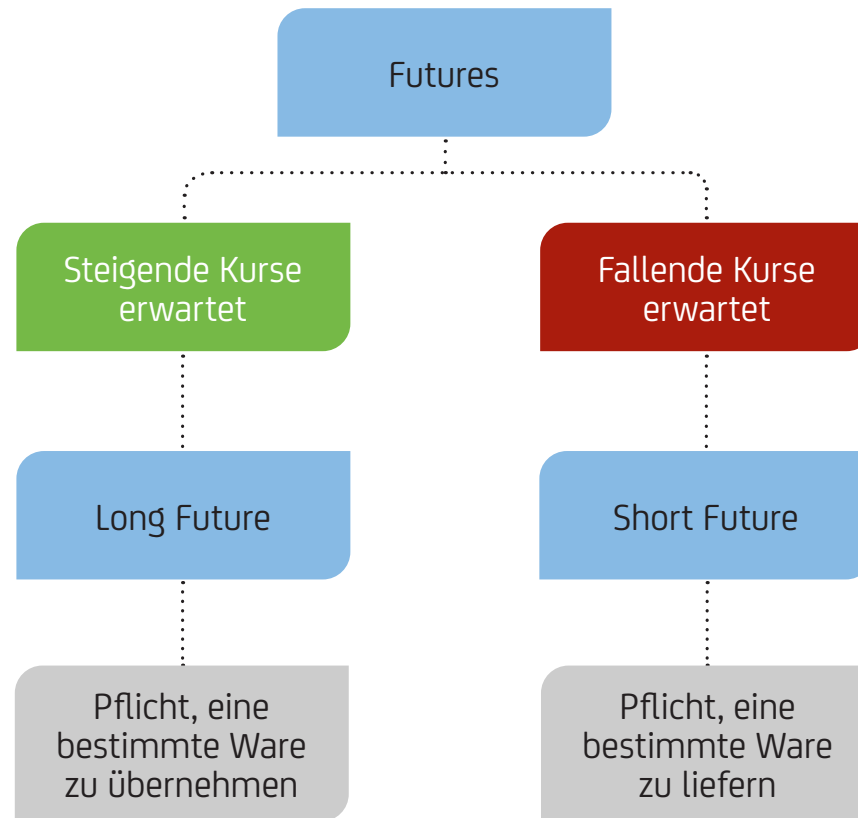 Futures
Steigende Kurse
erwartet
Fallende Kurse
erwartet
Long Future
Short Future
Pflicht, eine
bestimmte Ware
zu übernehmen
Pflicht, eine
bestimmte Ware
zu liefern